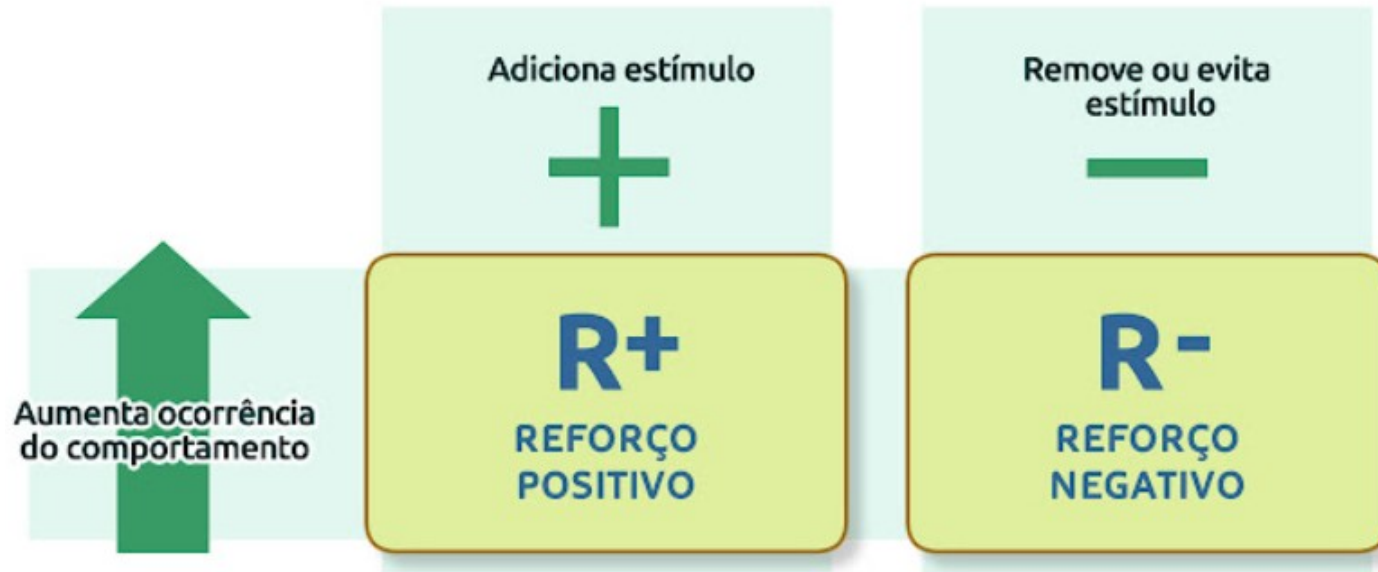 Adiciona estímulo
+
Remove ou evita
estímulo
−
Aumenta ocorrência
do comportamento
R+
REFORÇO
POSITIVO
R-
REFORÇO
NEGATIVO